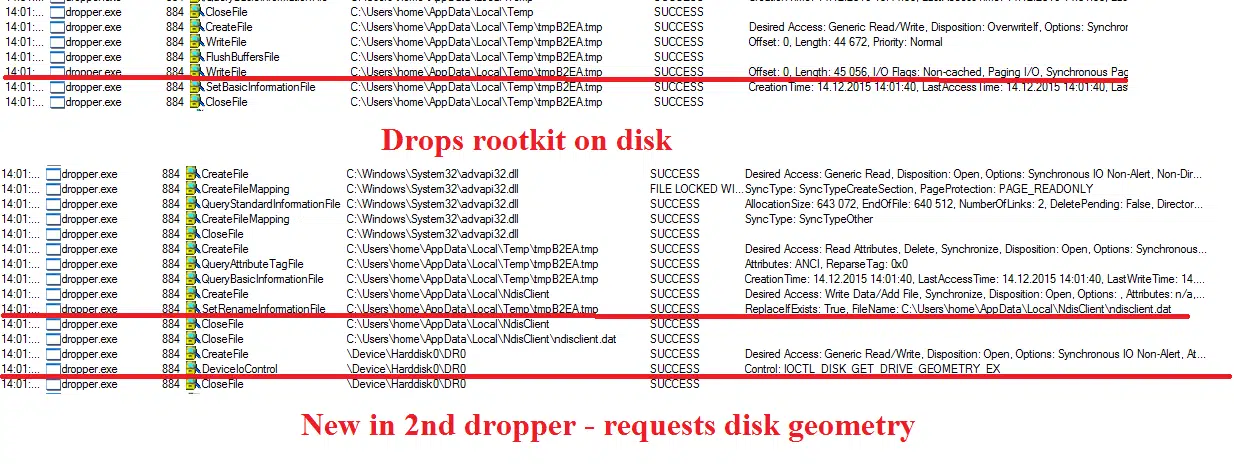 14:01:... dropper.exe 884 CloseFile C:\Users\home\AppData\Local\Temp SUCCESS
14:01:... dropper.exe 884 CreateFile C:\Users\home\AppData\Local\Temp\tmpB2EA.tmp SUCCESS Desired Access: Generic Read/Write, Disposition: OverwriteIf, Options: Synchror
14:01:... dropper.exe 884 WriteFile C:\Users\home\AppData\Local\Temp\tmpB2EA.tmp SUCCESS Offset: 0, Length: 44 672, Priority: Normal
14:01:... dropper.exe 884 FlushBuffersFile C:\Users\home\AppData\Local\Temp\tmpB2EA.tmp SUCCESS
14:01: dropper.exe 884 WriteFile C:\Users\home\AppData\Local\Temp\tmpB2EA.tmp SUCCESS Offset: 0, Length: 45 056, I/O Flags: Non-cached, Paging I/O, Synchronous Pag
14:01:... dropper.exe 884 SetBasicInformationFile C:\Users\home\AppData\Local\Temp\tmpB2EA.tmp SUCCESS CreationTime: 14.12.2015 14:01:40, LastAccessTime: 14.12.2015 14:01:40, Las
14:01:... dropper.exe 884 CloseFile C:\Users\home\AppData\Local\Temp\tmpB2EA.tmp SUCCESS
Drops rootkit on disk
14:01:... dropper.exe 884 CreateFile C:\Windows\System32\advapi32.dll SUCCESS Desired Access: Generic Read, Disposition: Open, Options: Synchronous IO Non-Alert, Non-Dir...
14:01:... dropper.exe 884 CreateFileMapping C:\Windows\System32\advapi32.dll FILE LOCKED WI... SyncType: SyncTypeCreateSection, PageProtection: PAGE_READONLY
14:01:... dropper.exe 884 QueryStandardInformationFile C:\Windows\System32\advapi32.dll SUCCESS AllocationSize: 643 072, EndOfFile: 640 512, NumberOfLinks: 2, DeletePending: False, Director...
14:01:... dropper.exe 884 CreateFileMapping C:\Windows\System32\advapi32.dll SUCCESS SyncType: SyncTypeOther
14:01:... dropper.exe 884 CloseFile C:\Windows\System32\advapi32.dll SUCCESS
14:01:... dropper.exe 884 CreateFile C:\Users\home\AppData\Local\Temp\tmpB2EA.tmp SUCCESS Desired Access: Read Attributes, Delete, Synchronize, Disposition: Open, Options: Synchronous...
14:01:... dropper.exe 884 QueryAttributeTagFile C:\Users\home\AppData\Local\Temp\tmpB2EA.tmp SUCCESS Attributes: ANCI, ReparseTag: 0x0
14:01:... dropper.exe 884 QueryBasicInformationFile C:\Users\home\AppData\Local\Temp\tmpB2EA.tmp SUCCESS CreationTime: 14.12.2015 14:01:40, LastAccessTime: 14.12.2015 14:01:40, LastWriteTime: 14....
14:01:... dropper.exe 884 CreateFile C:\Users\home\AppData\Local\NdisClient SUCCESS Desired Access: Write Data/Add File, Synchronize, Disposition: Open, Options: , Attributes: n/a,...
14:01:... dropper.exe 884 SetRenameInformationFile C:\Users\home\AppData\Local\Temp\tmpB2EA.tmp SUCCESS ReplaceIfExists: True, FileName: C:\Users\home\AppData\Local\NdisClient\ndisclient.dat
14:01:... dropper.exe 884 CloseFile C:\Users\home\AppData\Local\NdisClient SUCCESS
14:01:... dropper.exe 884 CloseFile C:\Users\home\AppData\Local\NdisClient\ndisclient.dat SUCCESS
14:01:... dropper.exe 884 CreateFile \Device\Harddisk0\DR0 SUCCESS Desired Access: Generic Read/Write, Disposition: Open, Options: Synchronous IO Non-Alert, At...
14:01:... dropper.exe 884 DeviceIoControl \Device\Harddisk0\DR0 SUCCESS Control: IOCTL_DISK_GET_DRIVE_GEOMETRY_EX
14:01:... dropper.exe 884 CloseFile \Device\Harddisk0\DR0 SUCCESS
New in 2nd dropper - requests disk geometry